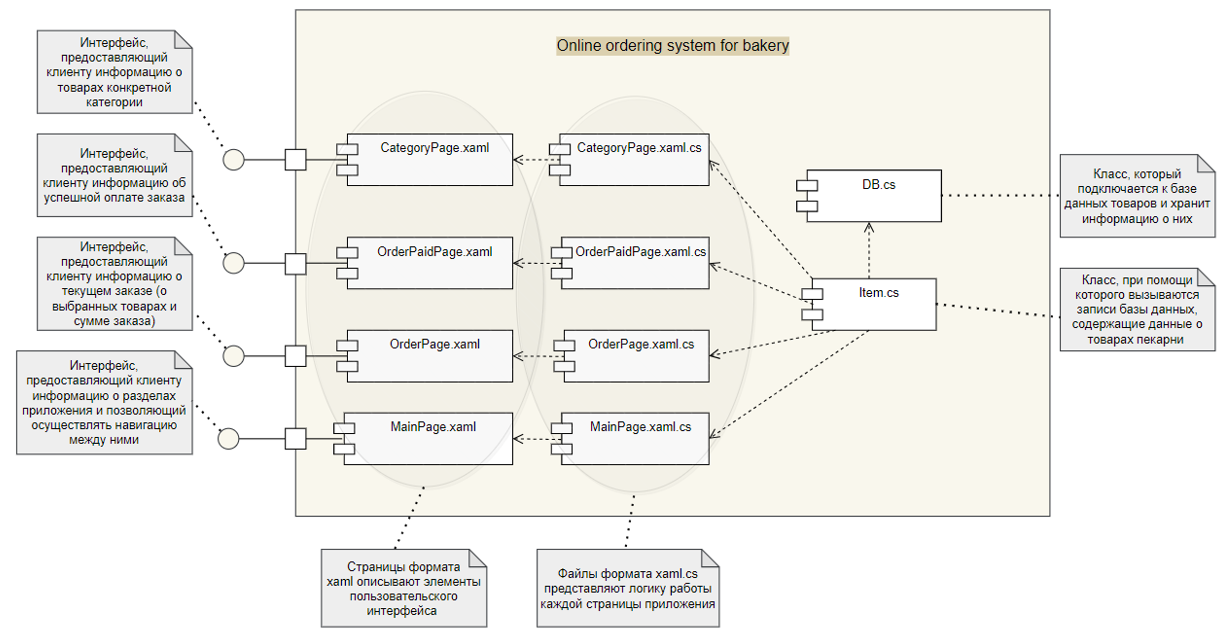 Online ordering system for bakery
Интерфейс,
предоставляющий
клиенту информацию о
товарах конкретной
категории
CategoryPage.xaml
CategoryPage.xaml.cs
Интерфейс,
предоставляющий
клиенту информацию об
успешной оплате заказа
DB.cs
Класс, который
подключается к базе
данных товаров и хранит
информацию о них
Интерфейс,
предоставляющий
клиенту информацию о
текущем заказе (о
выбранных товарах и
сумме заказа)
OrderPaidPage.xaml
OrderPaidPage.xaml.cs
Item.cs
Класс, при помощи
которого вызываются
записи базы данных,
содержащие данные о
товарах пекарни
OrderPage.xaml
OrderPage.xaml.cs
Интерфейс,
предоставляющий клиенту
информацию о разделах
приложения и позволяющий
осуществлять навигацию
между ними
MainPage.xaml
MainPage.xaml.cs
Страницы формата
xaml описывают элементы
пользовательского
интерфейса
Файлы формата xaml.cs
представляют логику работы
каждой страницы приложения